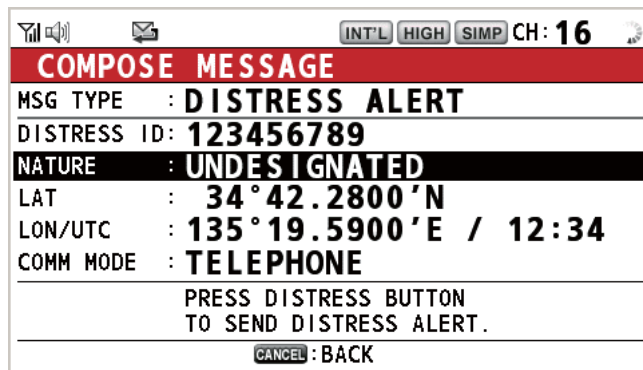 INT'L HIGH SIMP CH:16
COMPOSE MESSAGE
MSG TYPE : DISTRESS ALERT
DISTRESS ID: 123456789
NATURE : UNDESIGNATED
LAT : 34°42.2800'N
LON/UTC : 135°19.5900'E / 12:34
COMM MODE : TELEPHONE
PRESS DISTRESS BUTTON
TO SEND DISTRESS ALERT.
CANCEL : BACK